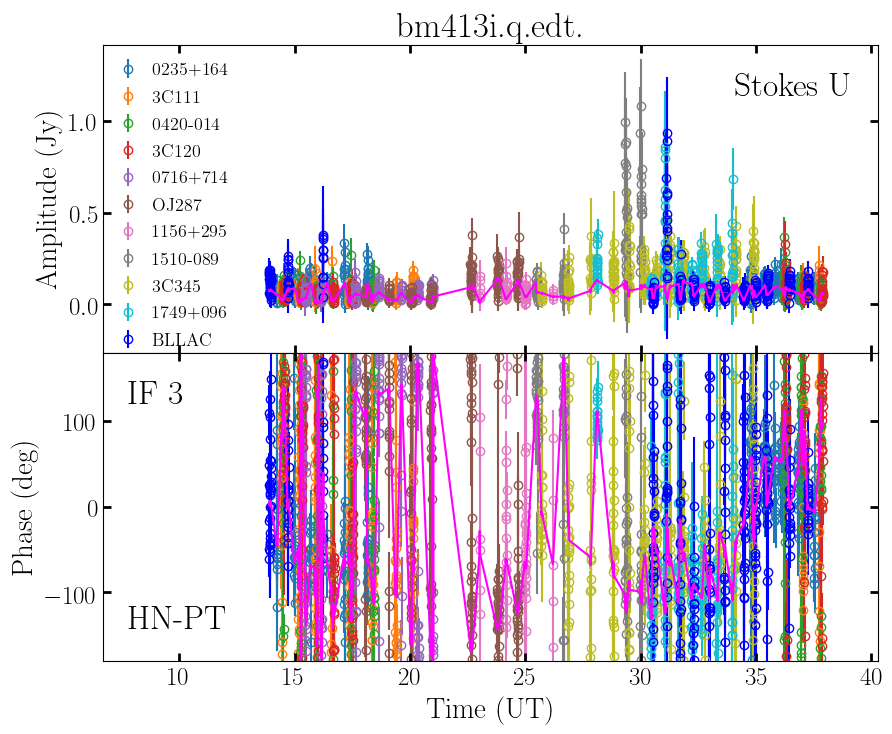 bm413i.q.edt.
Stokes U
0235+164
3C111
0420-014
3C120
0716+714
OJ287
1156+295
1510-089
3C345
1749+096
BLLAC
Amplitude (Jy)
1.0
0.5
0.0
IF 3
HN-PT
Phase (deg)
100
0
−100
10
15
20
25
30
35
40
Time (UT)